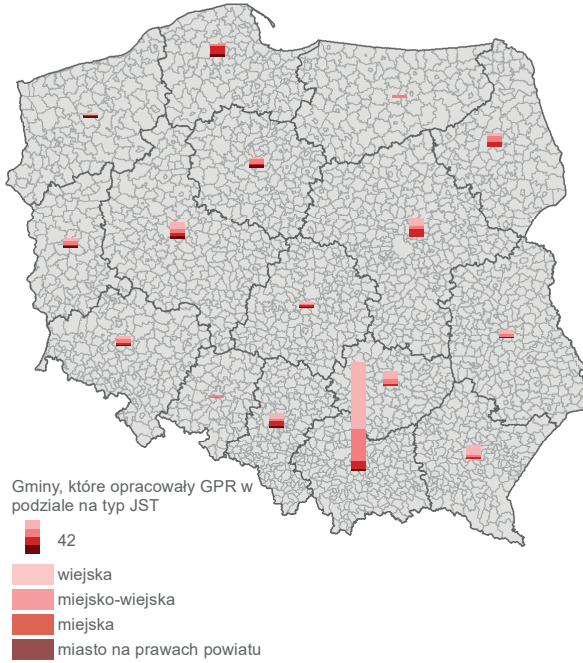 Gminy, które opracowały GPR w
podziale na typ JST
42
wiejska
miejsko-wiejska
miejska
miasto na prawach powiatu